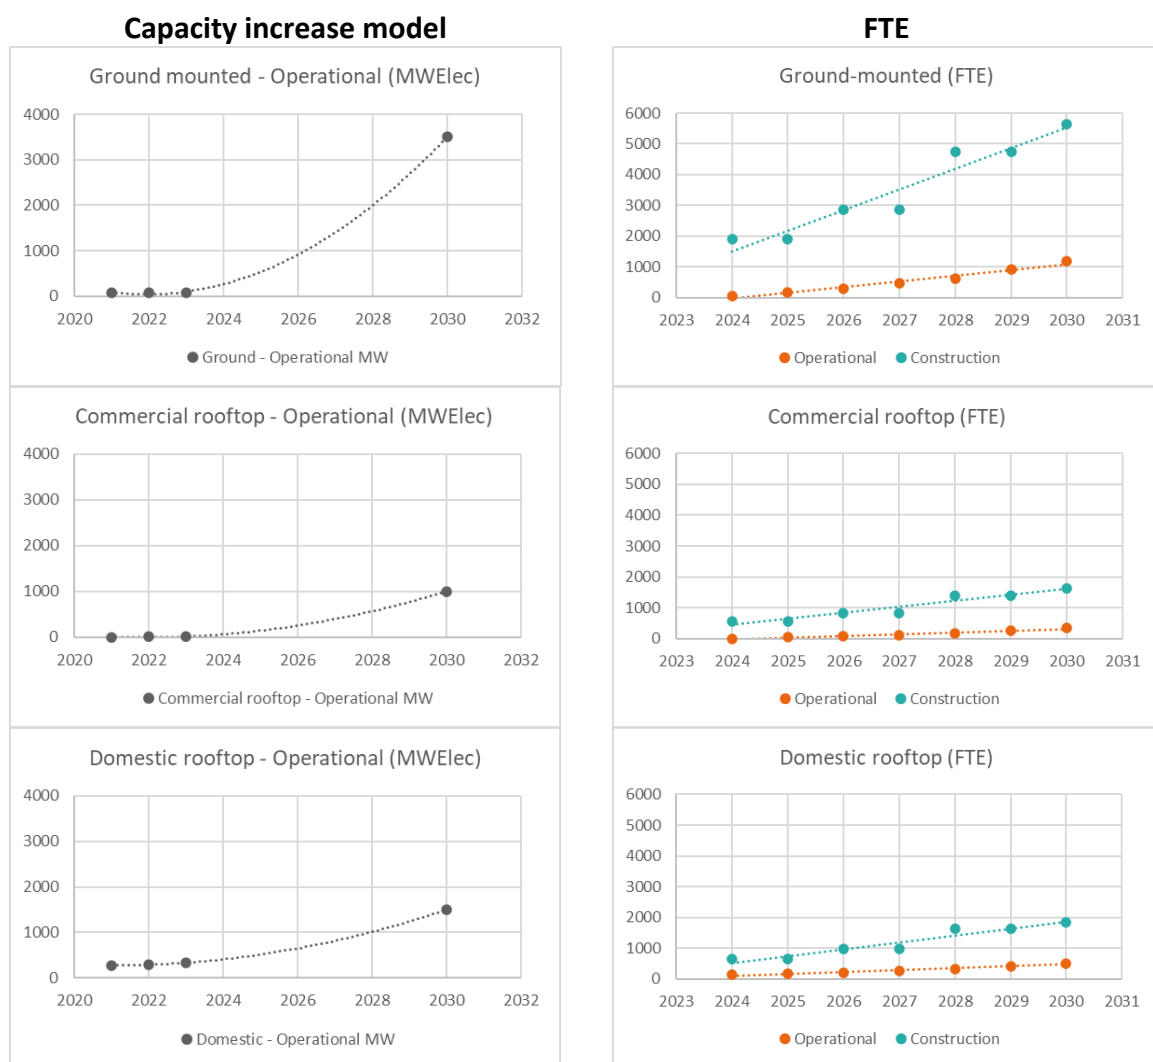 Capacity increase model
FTE
Ground mounted - Operational (MWElec)
4000
3000
2000
1000
0
2020 2022 2024 2026 2028 2030 2032
Ground - Operational MW
Ground-mounted (FTE)
6000
5000
4000
3000
2000
1000
0
2023 2024 2025 2026 2027 2028 2029 2030 2031
Operational Construction
Commercial rooftop - Operational (MWElec)
4000
3000
2000
1000
0
2020 2022 2024 2026 2028 2030 2032
Commercial rooftop - Operational MW
Commercial rooftop (FTE)
6000
5000
4000
3000
2000
1000
0
2023 2024 2025 2026 2027 2028 2029 2030 2031
Operational Construction
Domestic rooftop - Operational (MWElec)
4000
3000
2000
1000
0
2020 2022 2024 2026 2028 2030 2032
Domestic - Operational MW
Domestic rooftop (FTE)
6000
5000
4000
3000
2000
1000
0
2023 2024 2025 2026 2027 2028 2029 2030 2031
Operational Construction